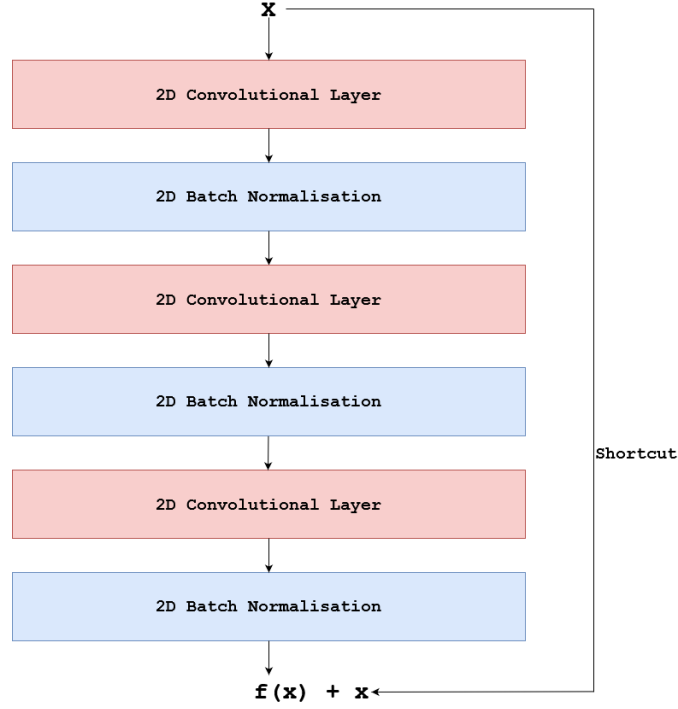 X
2D Convolutional Layer
2D Batch Normalisation
2D Convolutional Layer
2D Batch Normalisation
Shortcut
2D Convolutional Layer
2D Batch Normalisation
f(x) + x